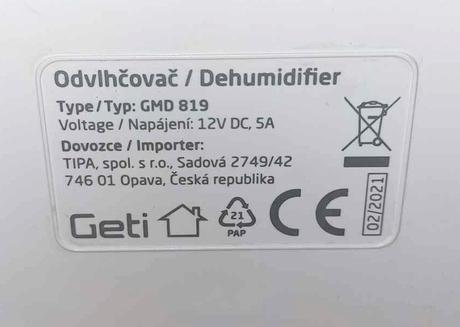 Odvlhčovač / Dehumidifier
Type/Typ: GMD 819
Voltage / Napájení: 12V DC, 5A
Dovozce / Importer:
TIPA, spol. s r.o., Sadová 2749/42
746 01 Opava, Česká republika
Geti
21
PAP
CE
02/2021